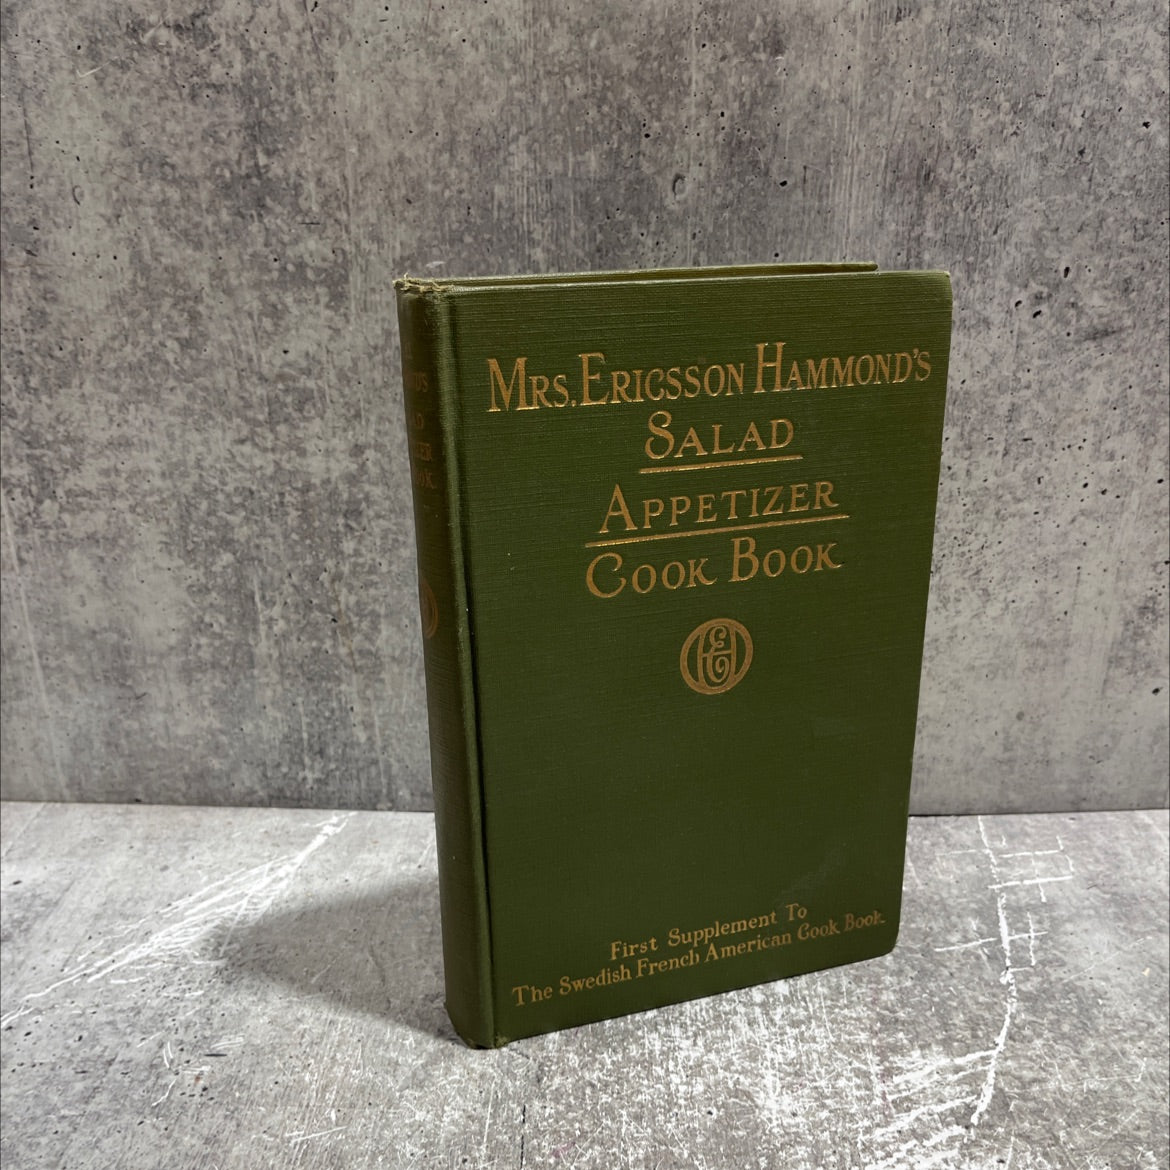 Mrs. Ericsson Hammond's
Salad
Appetizer
Cook Book
First Supplement To
The Swedish French American Cook Book